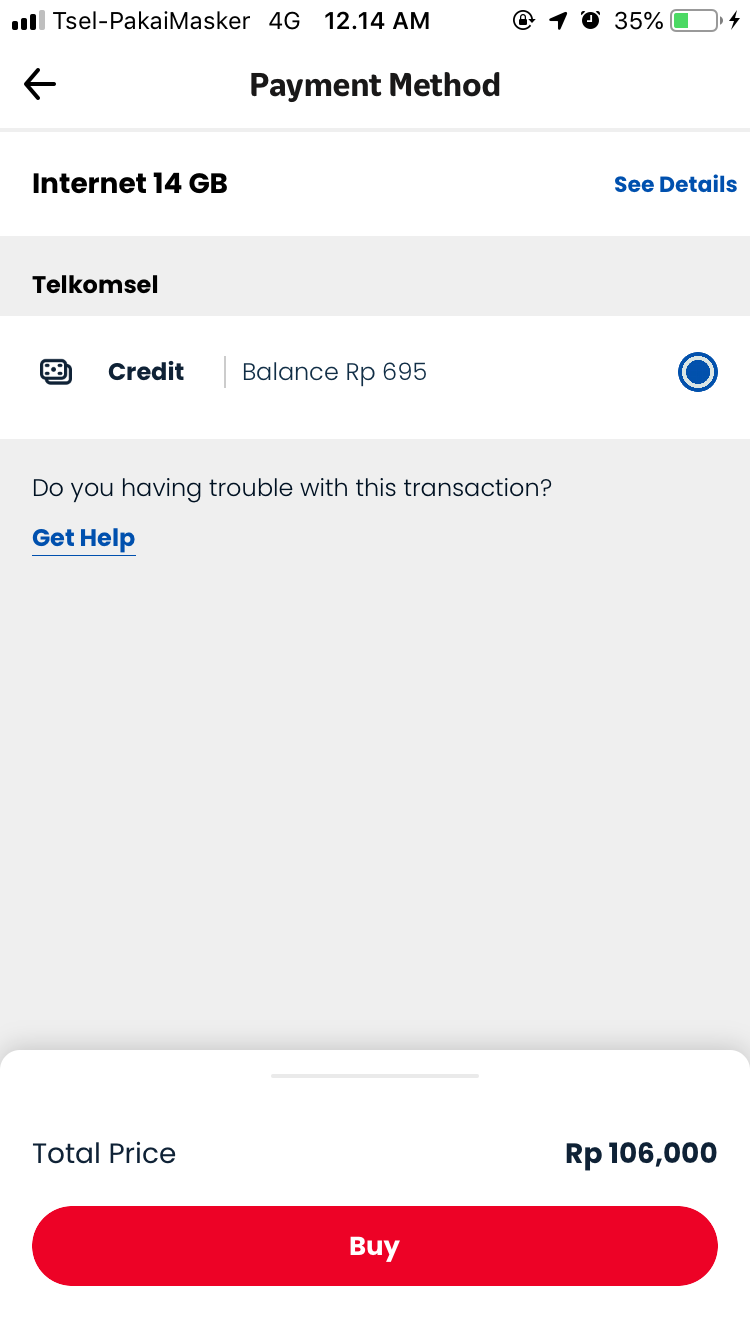 Tsel-PakaiMasker 4G 12.14 AM 35%
Payment Method
Internet 14 GB See Details
Telkomsel
Credit Balance Rp 695
Do you having trouble with this transaction?
Get Help
Total Price Rp 106,000
Buy